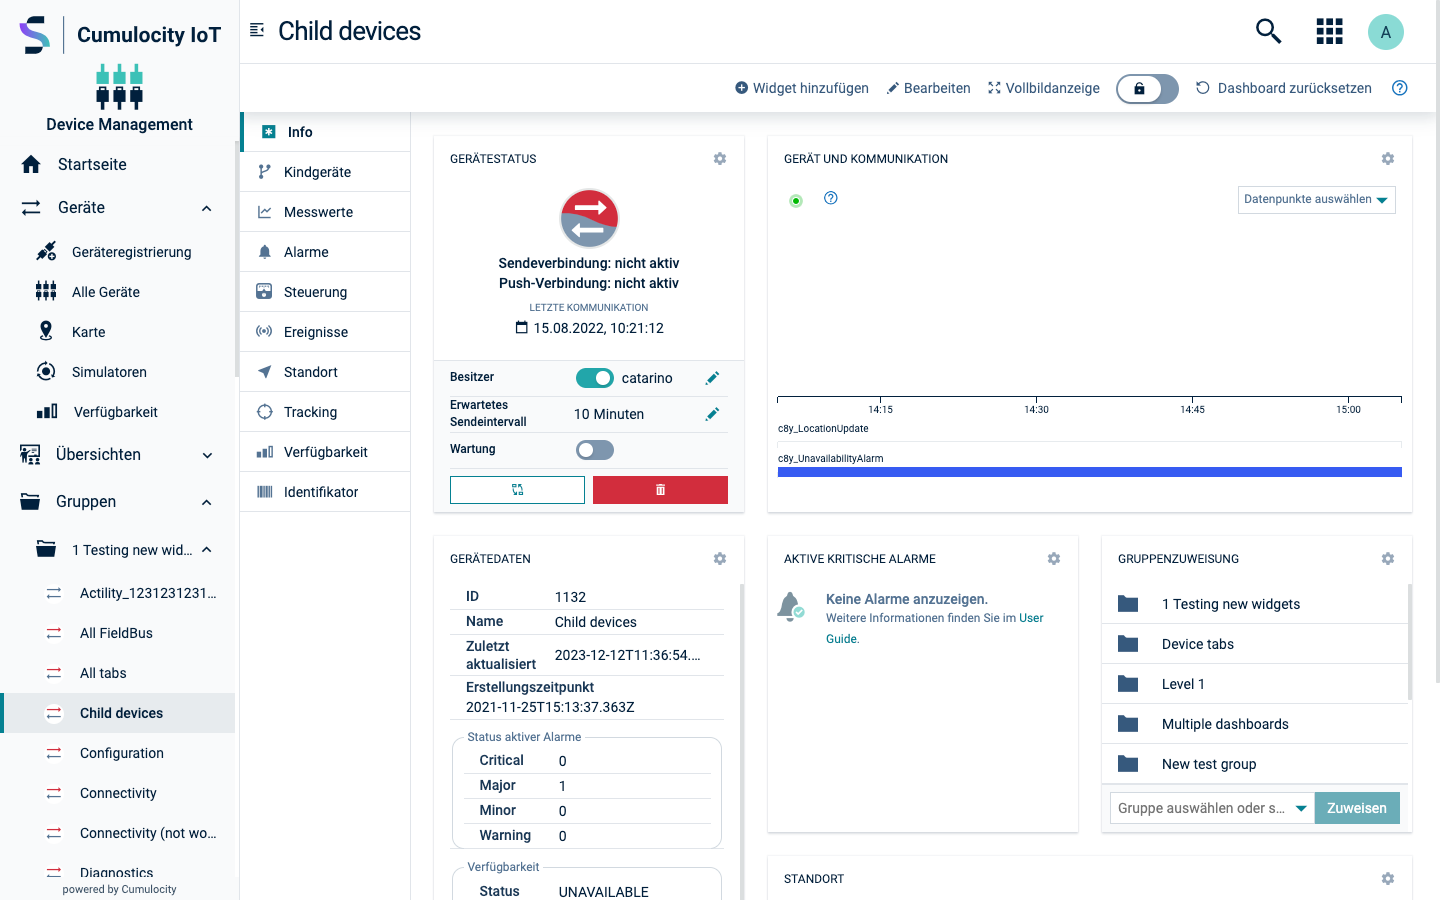 Cumulocity IoT
Device Management
Startseite
Geräte
Geräteregistrierung
Alle Geräte
Karte
Simulatoren
Verfügbarkeit
Übersichten
Gruppen
1 Testing new wid...
Actility_1231231231...
All FieldBus
All tabs
Child devices
Configuration
Connectivity
Connectivity (not wo...
Diagnostics
powered by Cumulocity
Child devices
A
Widget hinzufügen
Bearbeiten
Vollbildanzeige
Dashboard zurücksetzen
Info
Kindgeräte
Messwerte
Alarme
Steuerung
Ereignisse
Standort
Tracking
Verfügbarkeit
Identifikator
GERÄTESTATUS
Sendeverbindung: nicht aktiv
Push-Verbindung: nicht aktiv
LETZTE KOMMUNIKATION
15.08.2022, 10:21:12
Besitzer catarino
Erwartetes
Sendeintervall 10 Minuten
Wartung
GERÄT UND KOMMUNIKATION
Datenpunkte auswählen
14:15 14:30 14:45 15:00
c8y_LocationUpdate
c8y_UnavailabilityAlarm
GERÄTEDATEN
ID 1132
Name Child devices
Zuletzt
aktualisiert 2023-12-12T11:36:54....
Erstellungszeitpunkt
2021-11-25T15:13:37.363Z
Status aktiver Alarme
Critical 0
Major 1
Minor 0
Warning 0
Verfügbarkeit
Status UNAVAILABLE
AKTIVE KRITISCHE ALARME
Keine Alarme anzuzeigen.
Weitere Informationen finden Sie im User
Guide.
GRUPPENZUWEISUNG
1 Testing new widgets
Device tabs
Level 1
Multiple dashboards
New test group
Gruppe auswählen oder s... Zuweisen
STANDORT